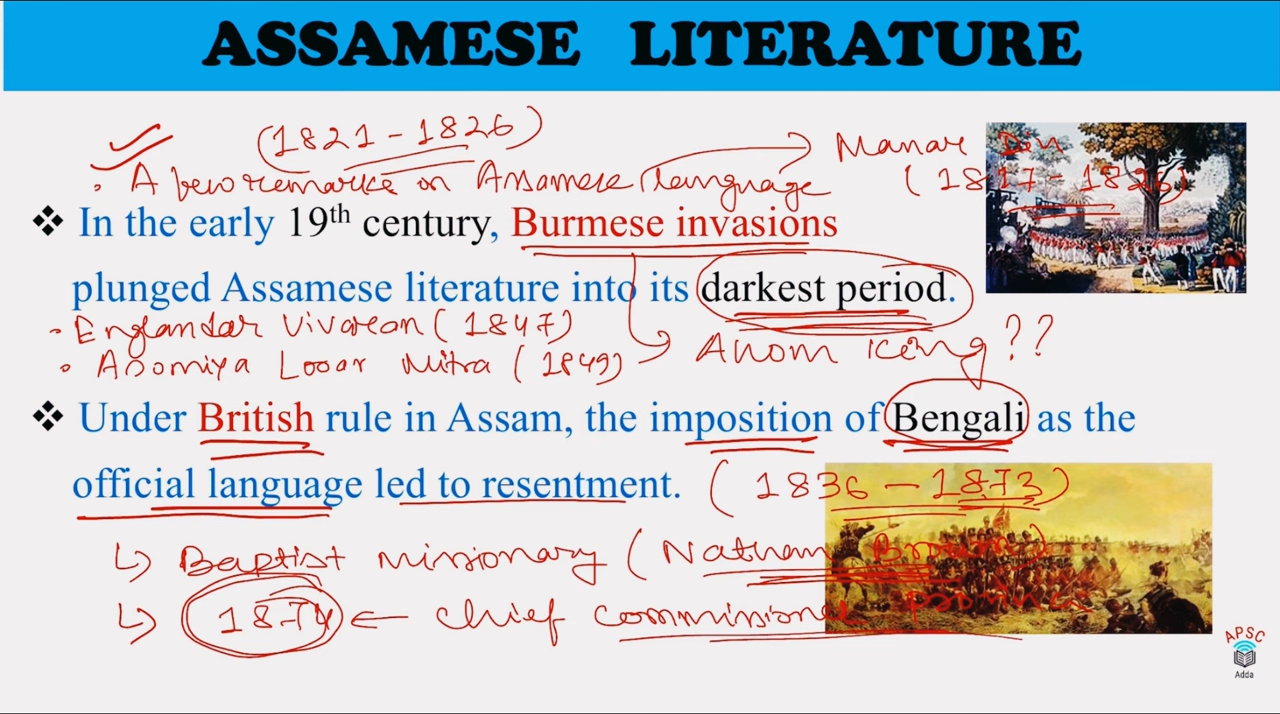 ASSAMESE LITERATURE
(1821-1826)
Manar Din
• A few remarks on Assamese language
(1817-1826)
❖ In the early 19th century, Burmese invasions
plunged Assamese literature into its darkest period.
• Englandar Vivaran (1847)
Ahom King??
• Asomiya Lorar Mitra (1849)
❖ Under British rule in Assam, the imposition of Bengali as the
official language led to resentment. (1836-1873)
↳ Baptist Missionary (Nathan Brown)
↳ 1874 ← Chief Commissioner province
APSC
Adda